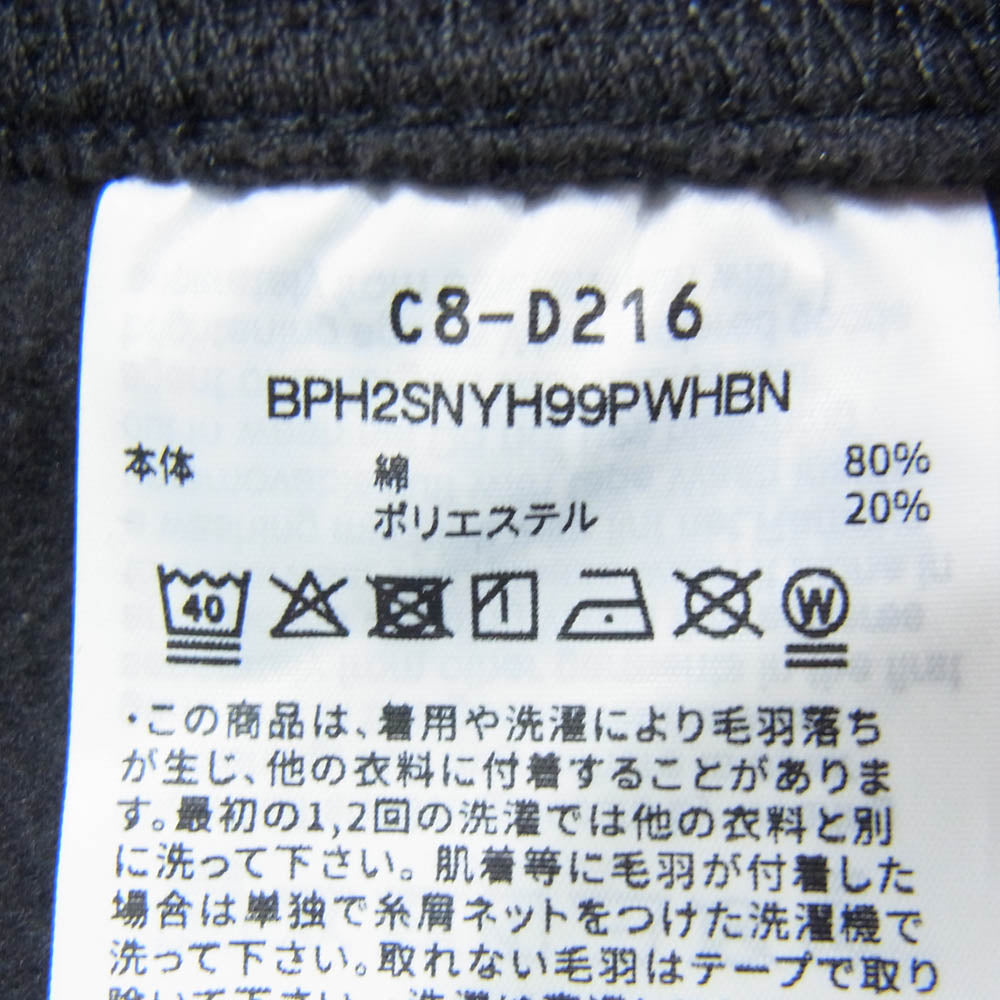 C8-D216
BPH2SNYH99PWHBN
本体 綿 80%
ポリエステル 20%
40 W
・この商品は、着用や洗濯により毛羽落ち
が生じ、他の衣料に付着することがありま
す。最初の1,2回の洗濯では他の衣料と別
に洗って下さい。肌着等に毛羽が付着した
場合は単独で糸屑ネットをつけた洗濯機で
洗って下さい。取れない毛羽はテープで取り
除いて下さい。